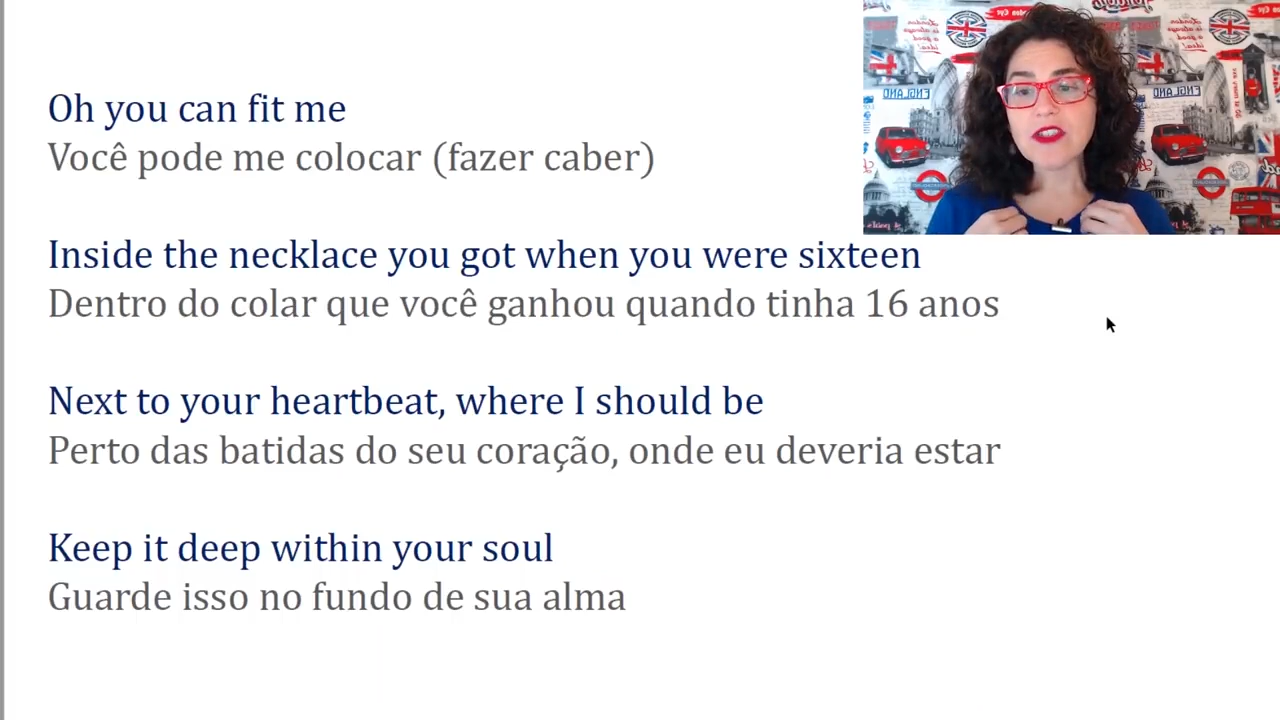 Oh you can fit me
Você pode me colocar (fazer caber)
Inside the necklace you got when you were sixteen
Dentro do colar que você ganhou quando tinha 16 anos
Next to your heartbeat, where I should be
Perto das batidas do seu coração, onde eu deveria estar
Keep it deep within your soul
Guarde isso no fundo de sua alma
ENGLAND